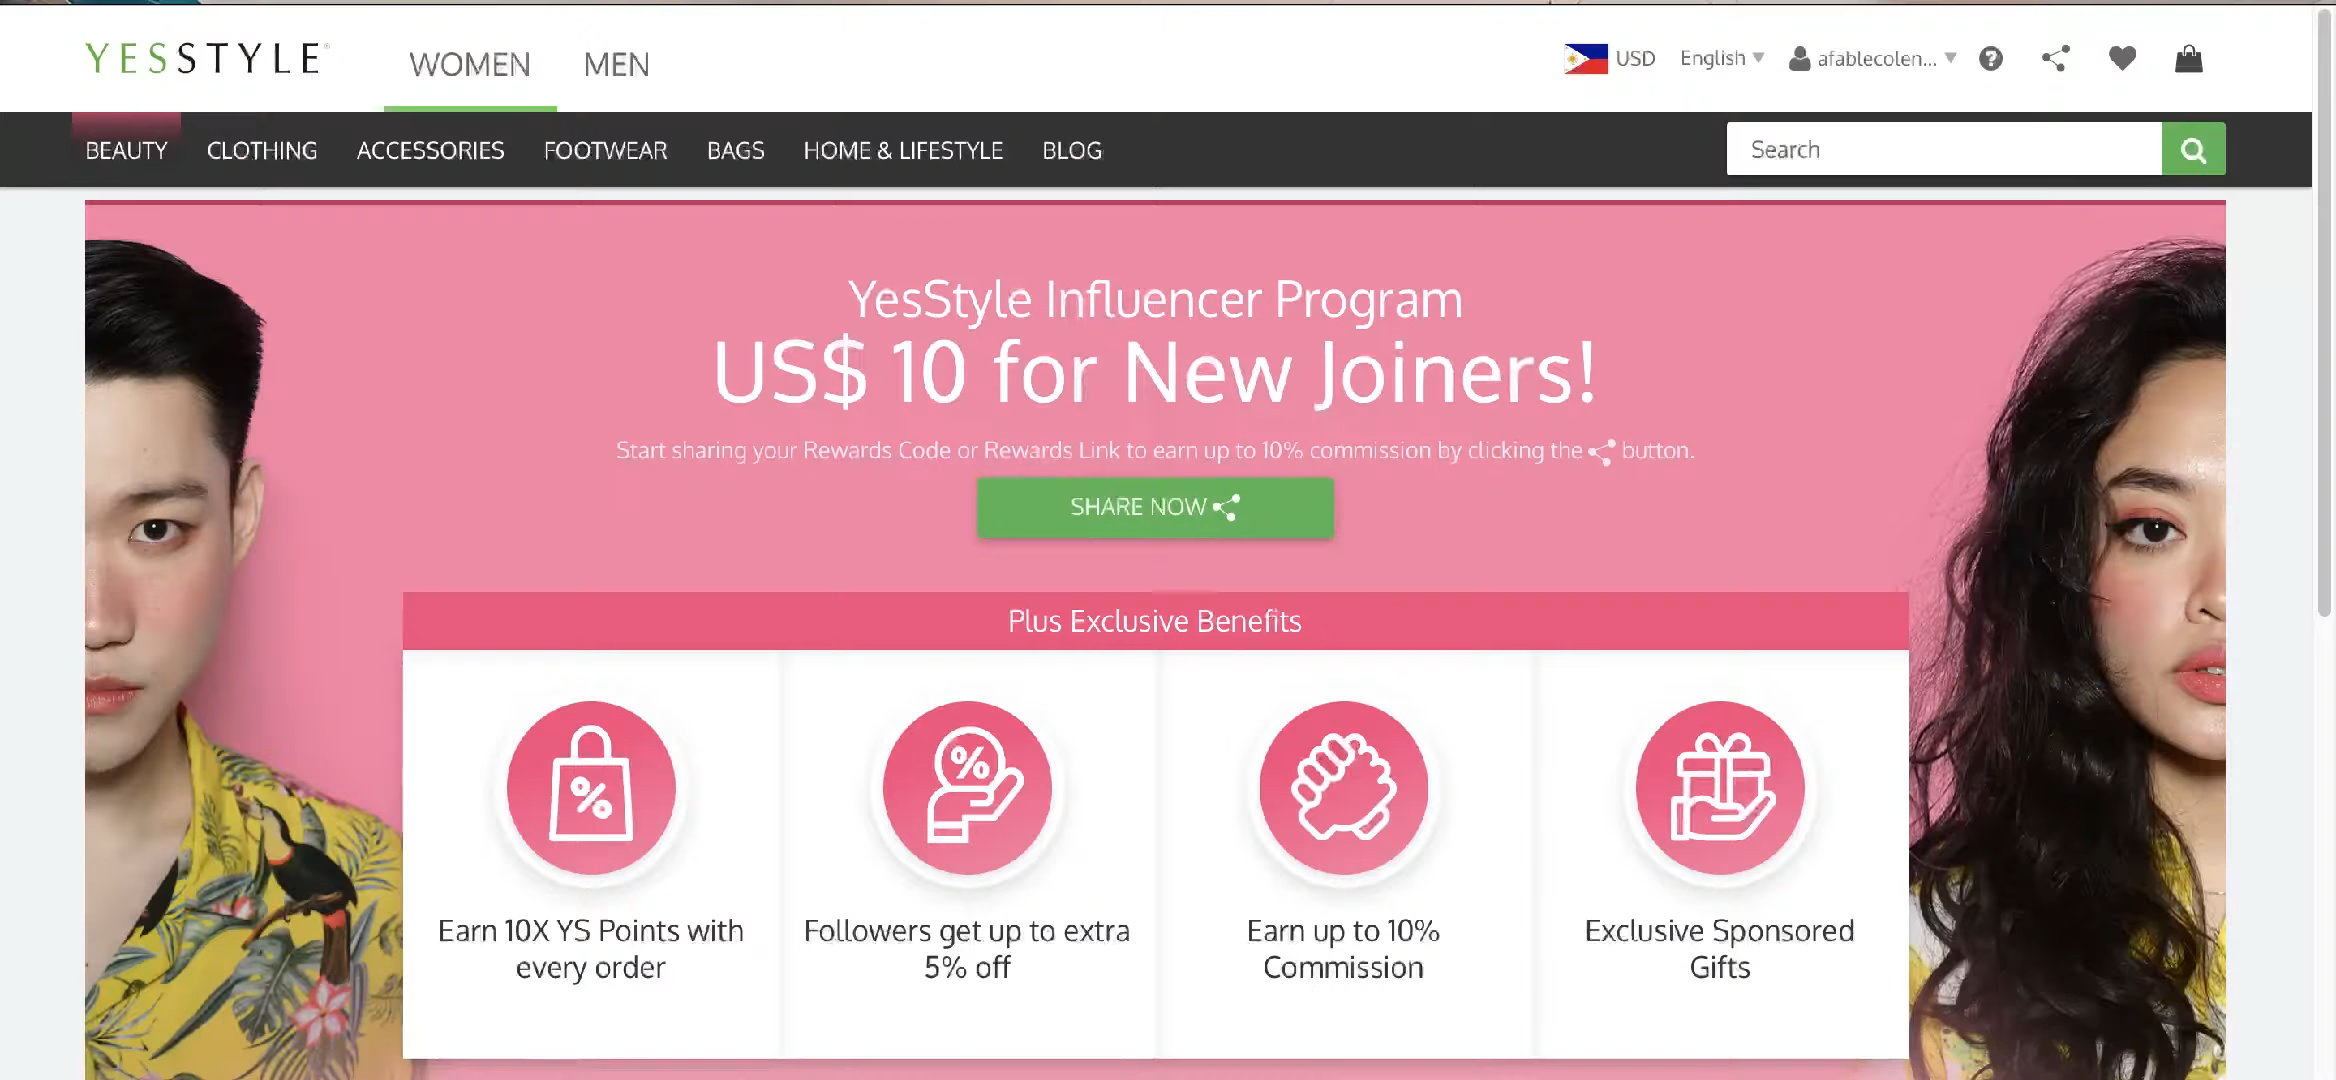 YESSTYLE
WOMEN
MEN
USD
English
afablecolen...
BEAUTY
CLOTHING
ACCESSORIES
FOOTWEAR
BAGS
HOME & LIFESTYLE
BLOG
Search
YesStyle Influencer Program
US$ 10 for New Joiners!
Start sharing your Rewards Code or Rewards Link to earn up to 10% commission by clicking the button.
SHARE NOW
Plus Exclusive Benefits
Earn 10X YS Points with
every order
Followers get up to extra
5% off
Earn up to 10%
Commission
Exclusive Sponsored
Gifts